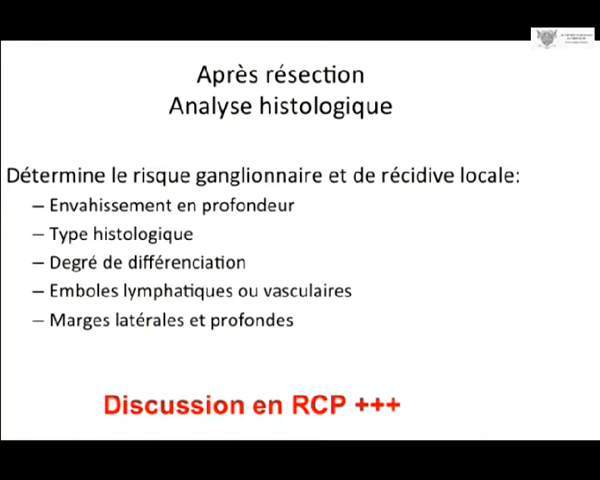 Après résection
Analyse histologique
Détermine le risque ganglionnaire et de récidive locale:
– Envahissement en profondeur
– Type histologique
– Degré de différenciation
– Emboles lymphatiques ou vasculaires
– Marges latérales et profondes
Discussion en RCP +++